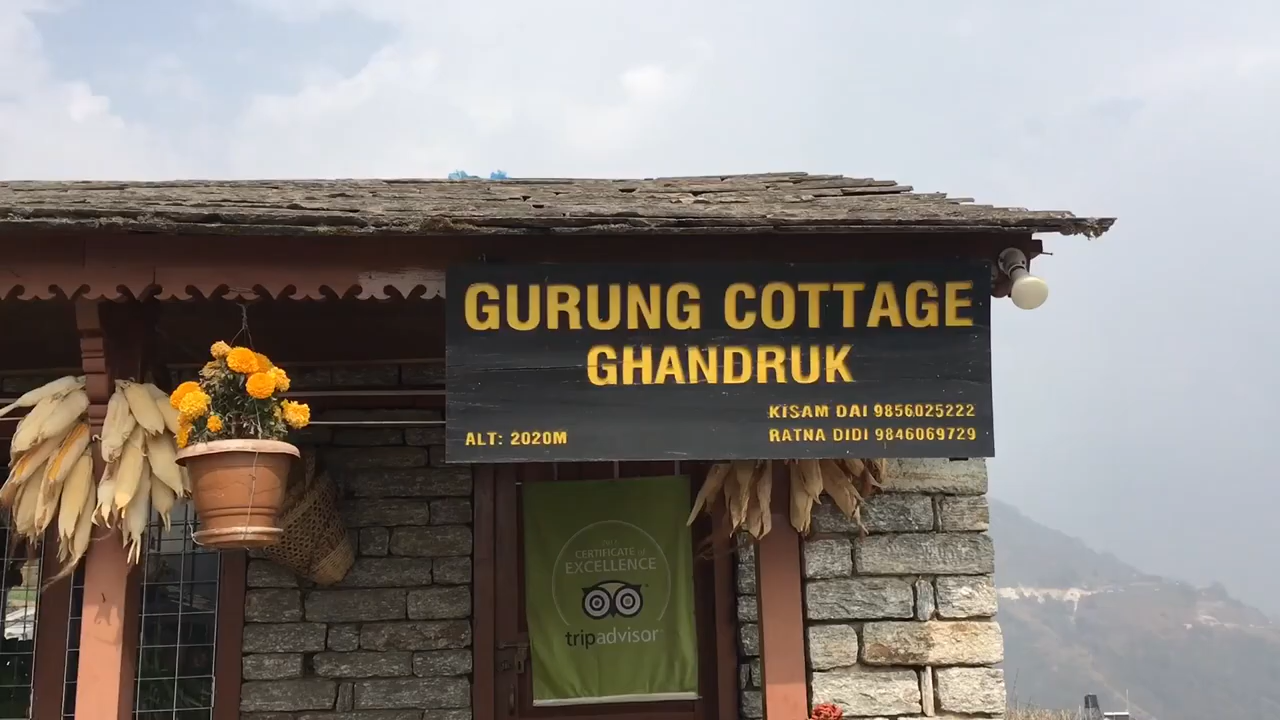 GURUNG COTTAGE
GHANDRUK
KISAM DAI 9856025222
ALT: 2020M
RATNA DIDI 9846069729
CERTIFICATE of
EXCELLENCE
tripadvisor